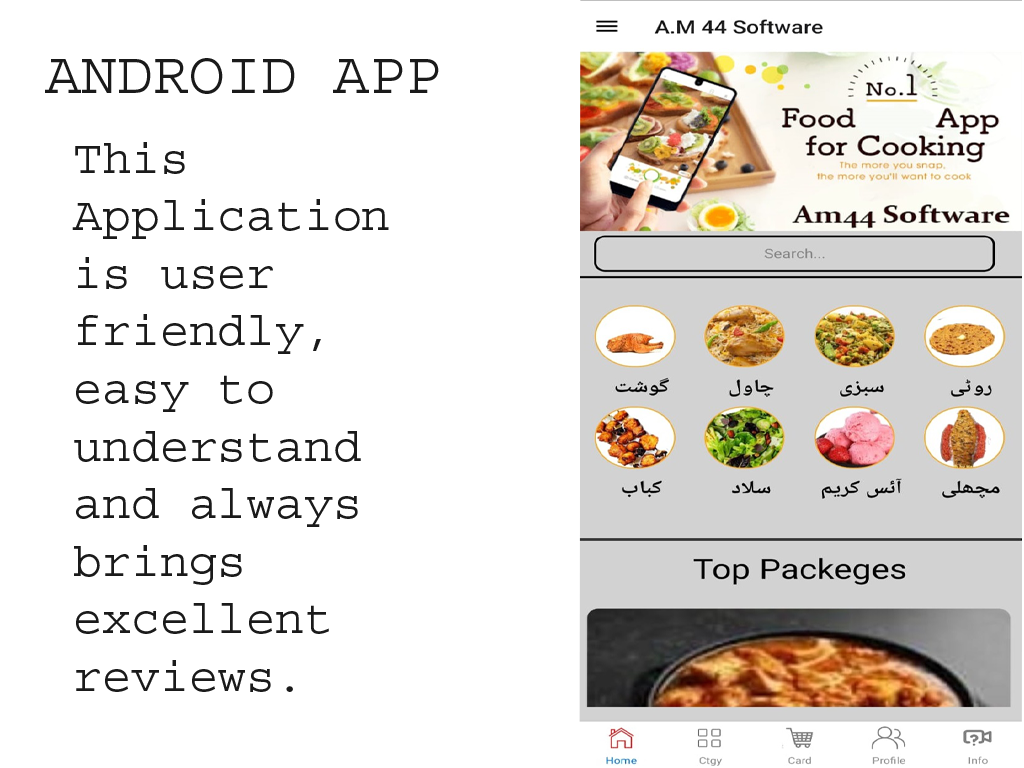 ANDROID APP
This
Application
is user
friendly,
easy to
understand
and always
brings
excellent
reviews.
A.M 44 Software
No.1
Food App
for Cooking
The more you snap,
the more you'll want to cook
Am44 Software
Search...
گوشت چاول سبزی روٹی
کباب سلاد آئس کریم مچھلی
Top Packeges
Home Ctgy Card Profile Info